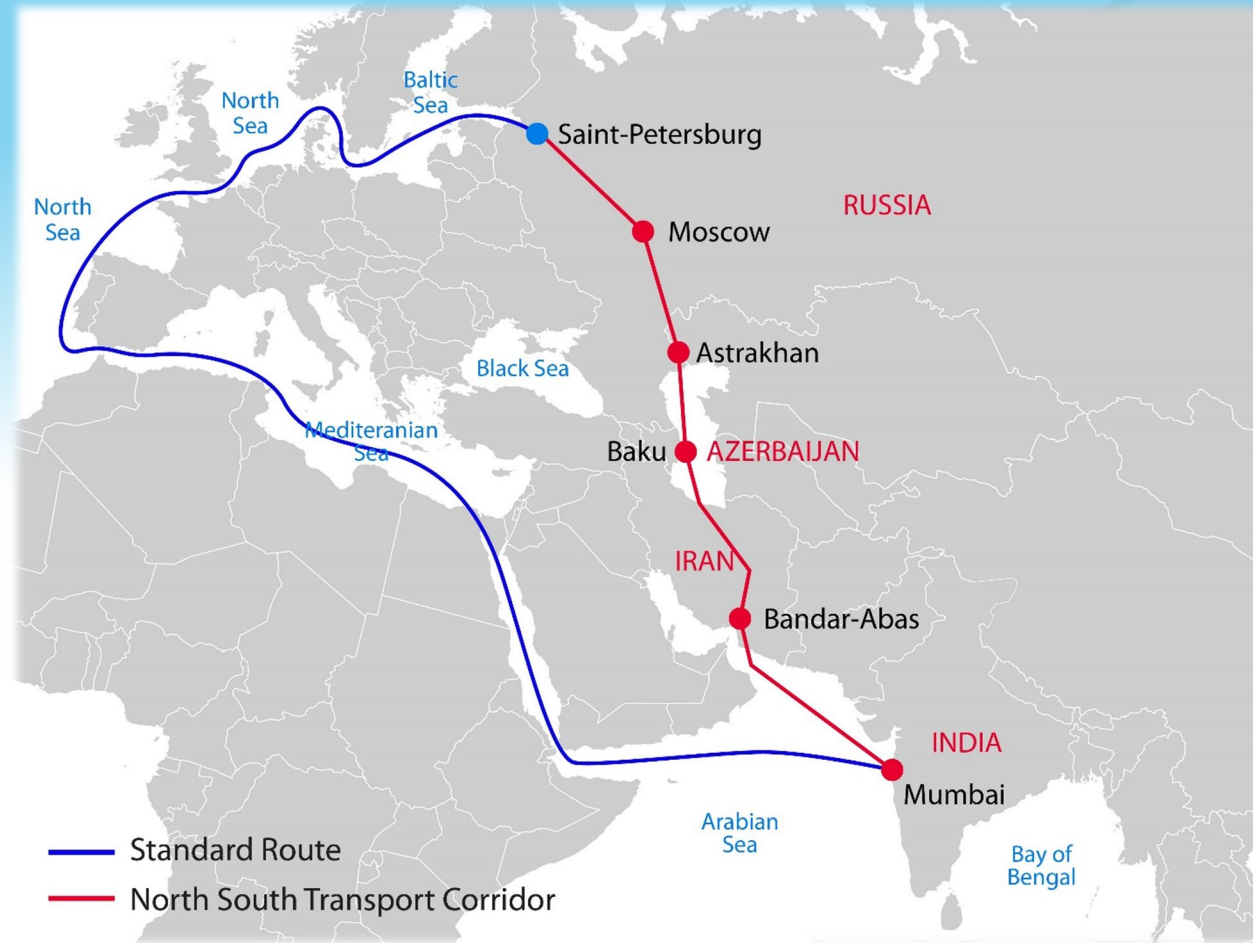 Baltic
Sea
North
Sea
Saint-Petersburg
North
Sea
RUSSIA
Moscow
Astrakhan
Black Sea
Mediteranian
Sea
Baku
AZERBAIJAN
IRAN
Bandar-Abas
INDIA
Mumbai
Arabian
Sea
Bay of
Bengal
Standard Route
North South Transport Corridor